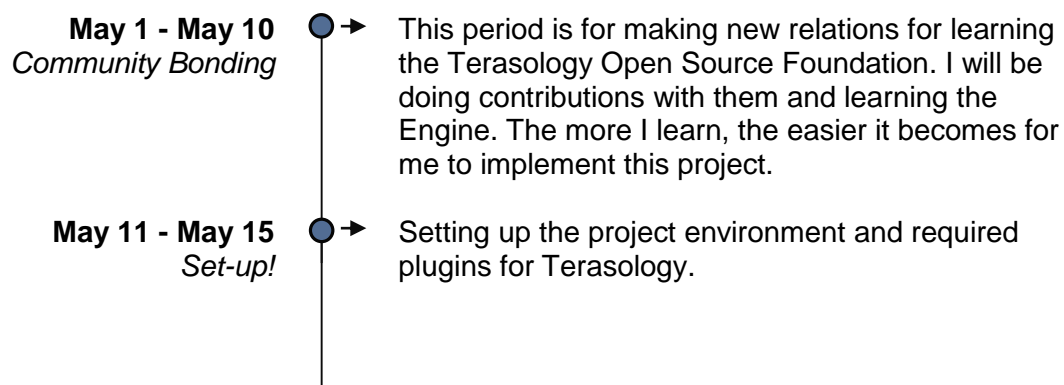 May 1 - May 10
Community Bonding
This period is for making new relations for learning
the Terasology Open Source Foundation. I will be
doing contributions with them and learning the
Engine. The more I learn, the easier it becomes for
me to implement this project.
May 11 - May 15
Set-up!
Setting up the project environment and required
plugins for Terasology.